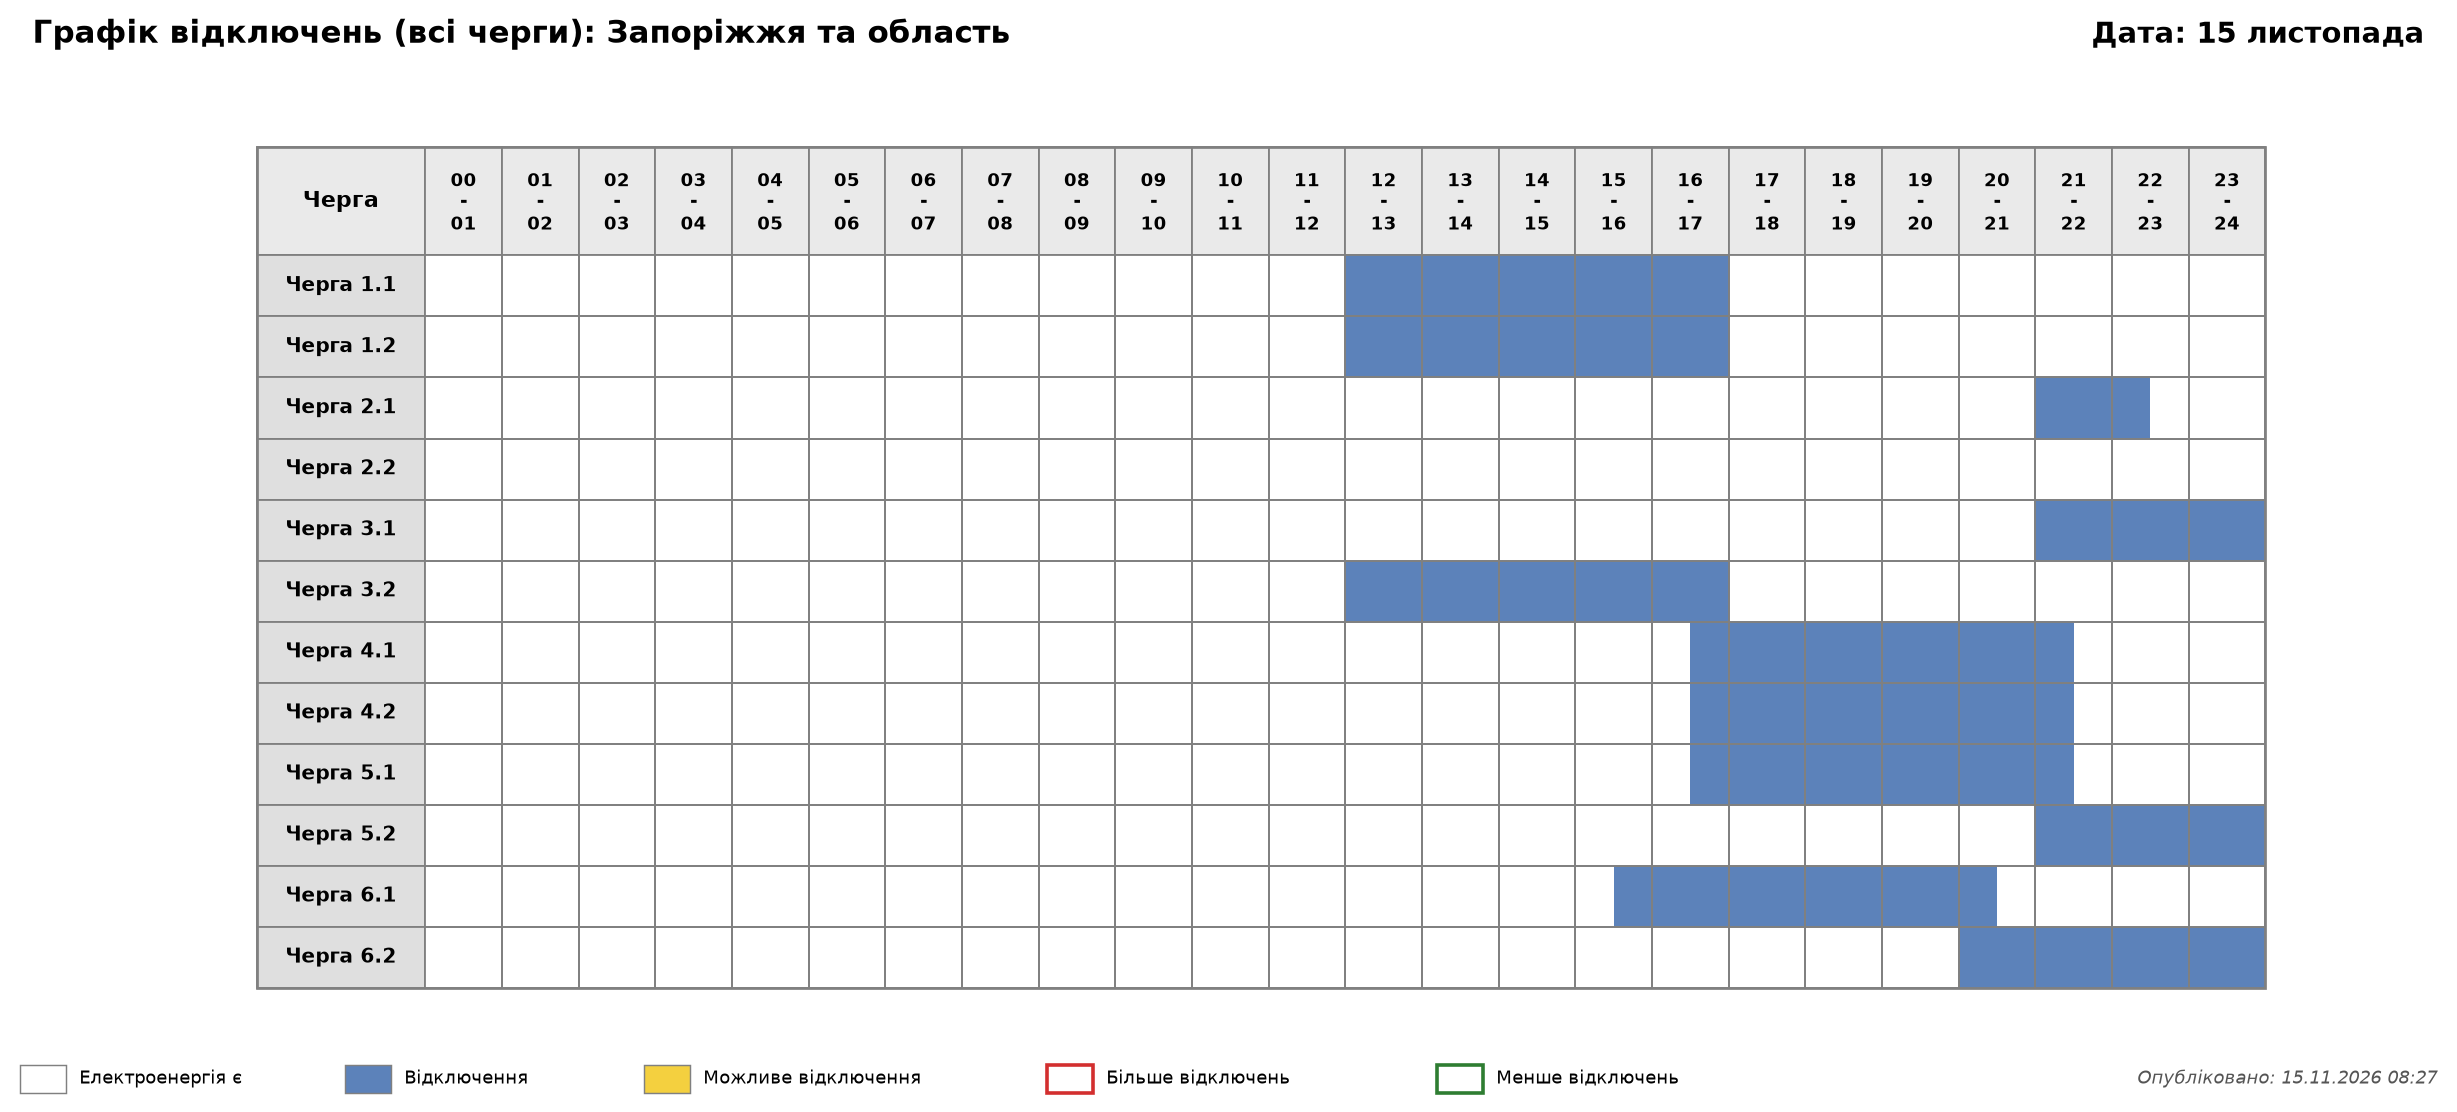 Графік відключень (всі черги): Запоріжжя та область
Дата: 15 листопада
Черга
00 - 01
01 - 02
02 - 03
03 - 04
04 - 05
05 - 06
06 - 07
07 - 08
08 - 09
09 - 10
10 - 11
11 - 12
12 - 13
13 - 14
14 - 15
15 - 16
16 - 17
17 - 18
18 - 19
19 - 20
20 - 21
21 - 22
22 - 23
23 - 24
Черга 1.1
Черга 1.2
Черга 2.1
Черга 2.2
Черга 3.1
Черга 3.2
Черга 4.1
Черга 4.2
Черга 5.1
Черга 5.2
Черга 6.1
Черга 6.2
Електроенергія є
Відключення
Можливе відключення
Більше відключень
Менше відключень
Опубліковано: 15.11.2026 08:27